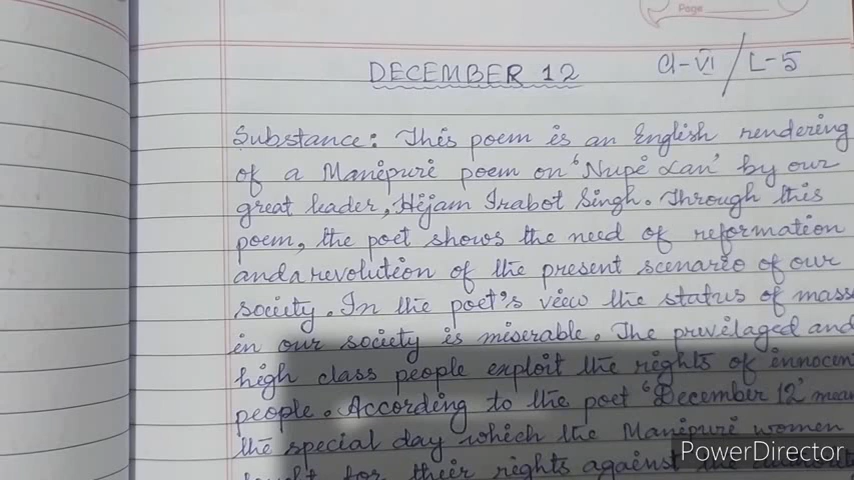 Page
DECEMBER 12
Cl-VI / L-5
Substance: This poem is an English rendering
of a Manipuri poem on 'Nupi Lan' by our
great leader, Hijam Irabot Singh. Through this
poem, the poet shows the need of reformation
and a revolution of the present scenario of our
society. In the poet's view the status of mass
in our society is miserable. The privilaged and
high class people exploit the rights of innocen
people. According to the poet 'December 12' mean
the special day which the Manipuri women
for their rights against the
PowerDirector